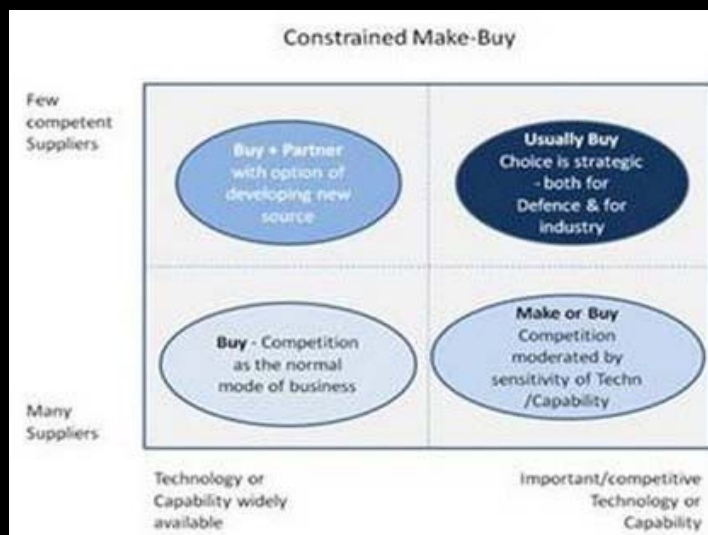 Constrained Make-Buy
Few
competent
Suppliers
Buy + Partner
with option of
developing new
source
Usually Buy
Choice is strategic
- both for
Defence & for
industry
Buy - Competition
as the normal
mode of business
Make or Buy
Competition
moderated by
sensitivity of Techn
/Capability
Many
Suppliers
Technology or
Capability widely
available
Important/competitive
Technology or
Capability